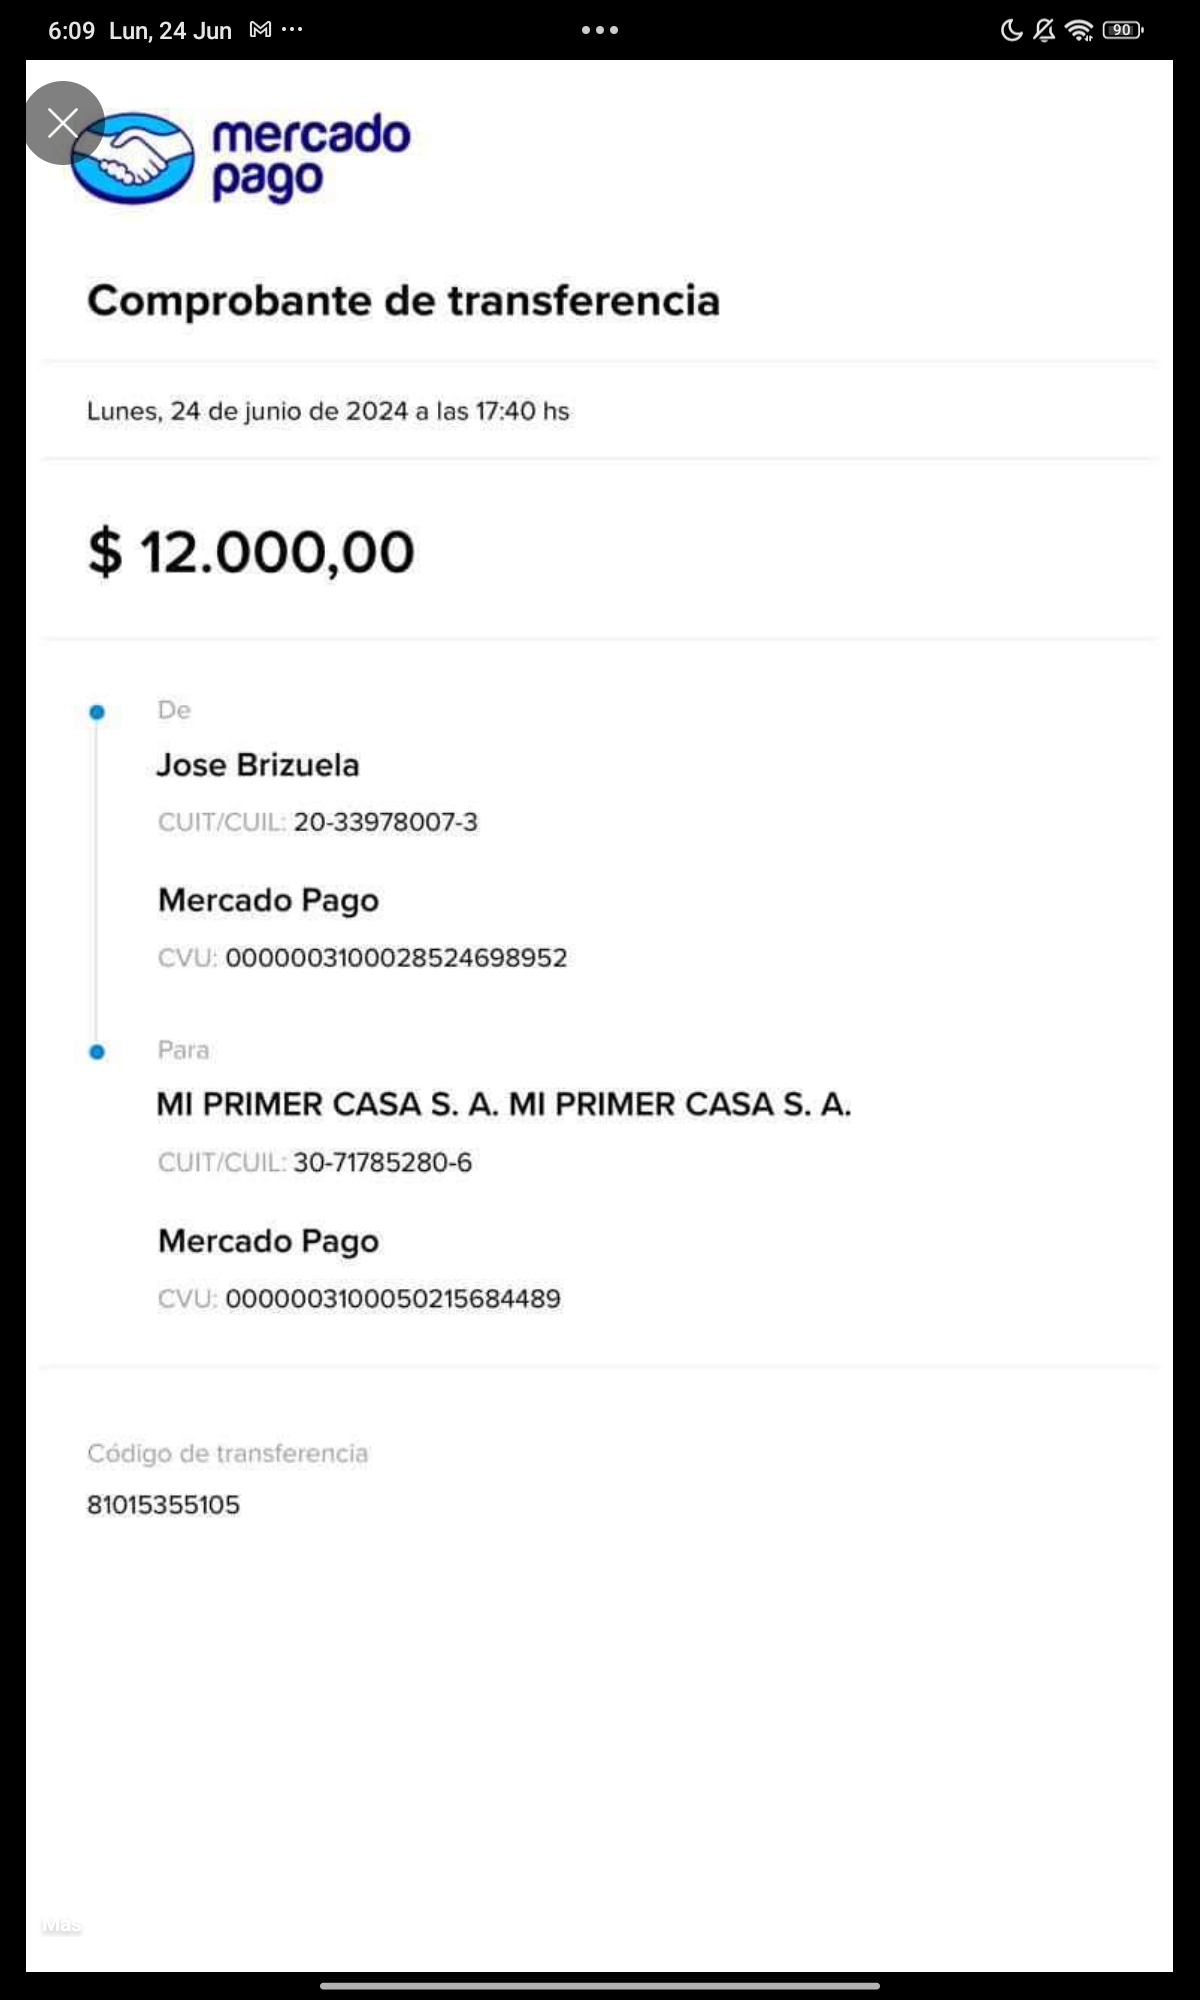 6:09 Lun, 24 Jun
90
mercado
pago
Comprobante de transferencia
Lunes, 24 de junio de 2024 a las 17:40 hs
$ 12.000,00
De
Jose Brizuela
CUIT/CUIL: 20-33978007-3
Mercado Pago
CVU: 0000003100028524698952
Para
MI PRIMER CASA S. A. MI PRIMER CASA S. A.
CUIT/CUIL: 30-71785280-6
Mercado Pago
CVU: 0000003100050215684489
Código de transferencia
81015355105
Más